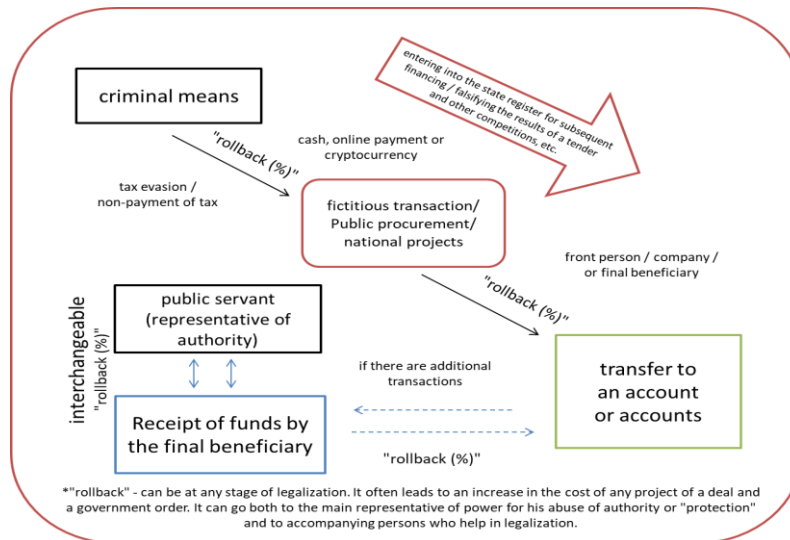 criminal means
entering into the state register for subsequent
financing / falsifying the results of a tender
and other competitions, etc.
"rollback (%)"
cash, online payment or
cryptocurrency
tax evasion /
non-payment of tax
fictitious transaction/
Public procurement/
national projects
front person / company /
or final beneficiary
"rollback (%)"
interchangeable
"rollback (%)"
public servant
(representative of
authority)
if there are additional
transactions
transfer to
an account
or accounts
Receipt of funds by
the final beneficiary
"rollback (%)"
*"rollback" - can be at any stage of legalization. It often leads to an increase in the cost of any project of a deal and
a government order. It can go both to the main representative of power for his abuse of authority or "protection"
and to accompanying persons who help in legalization.